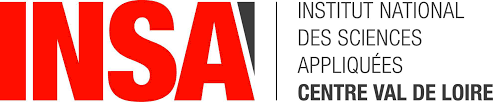 INSA
INSTITUT NATIONAL
DES SCIENCES
APPLIQUÉES
CENTRE VAL DE LOIRE